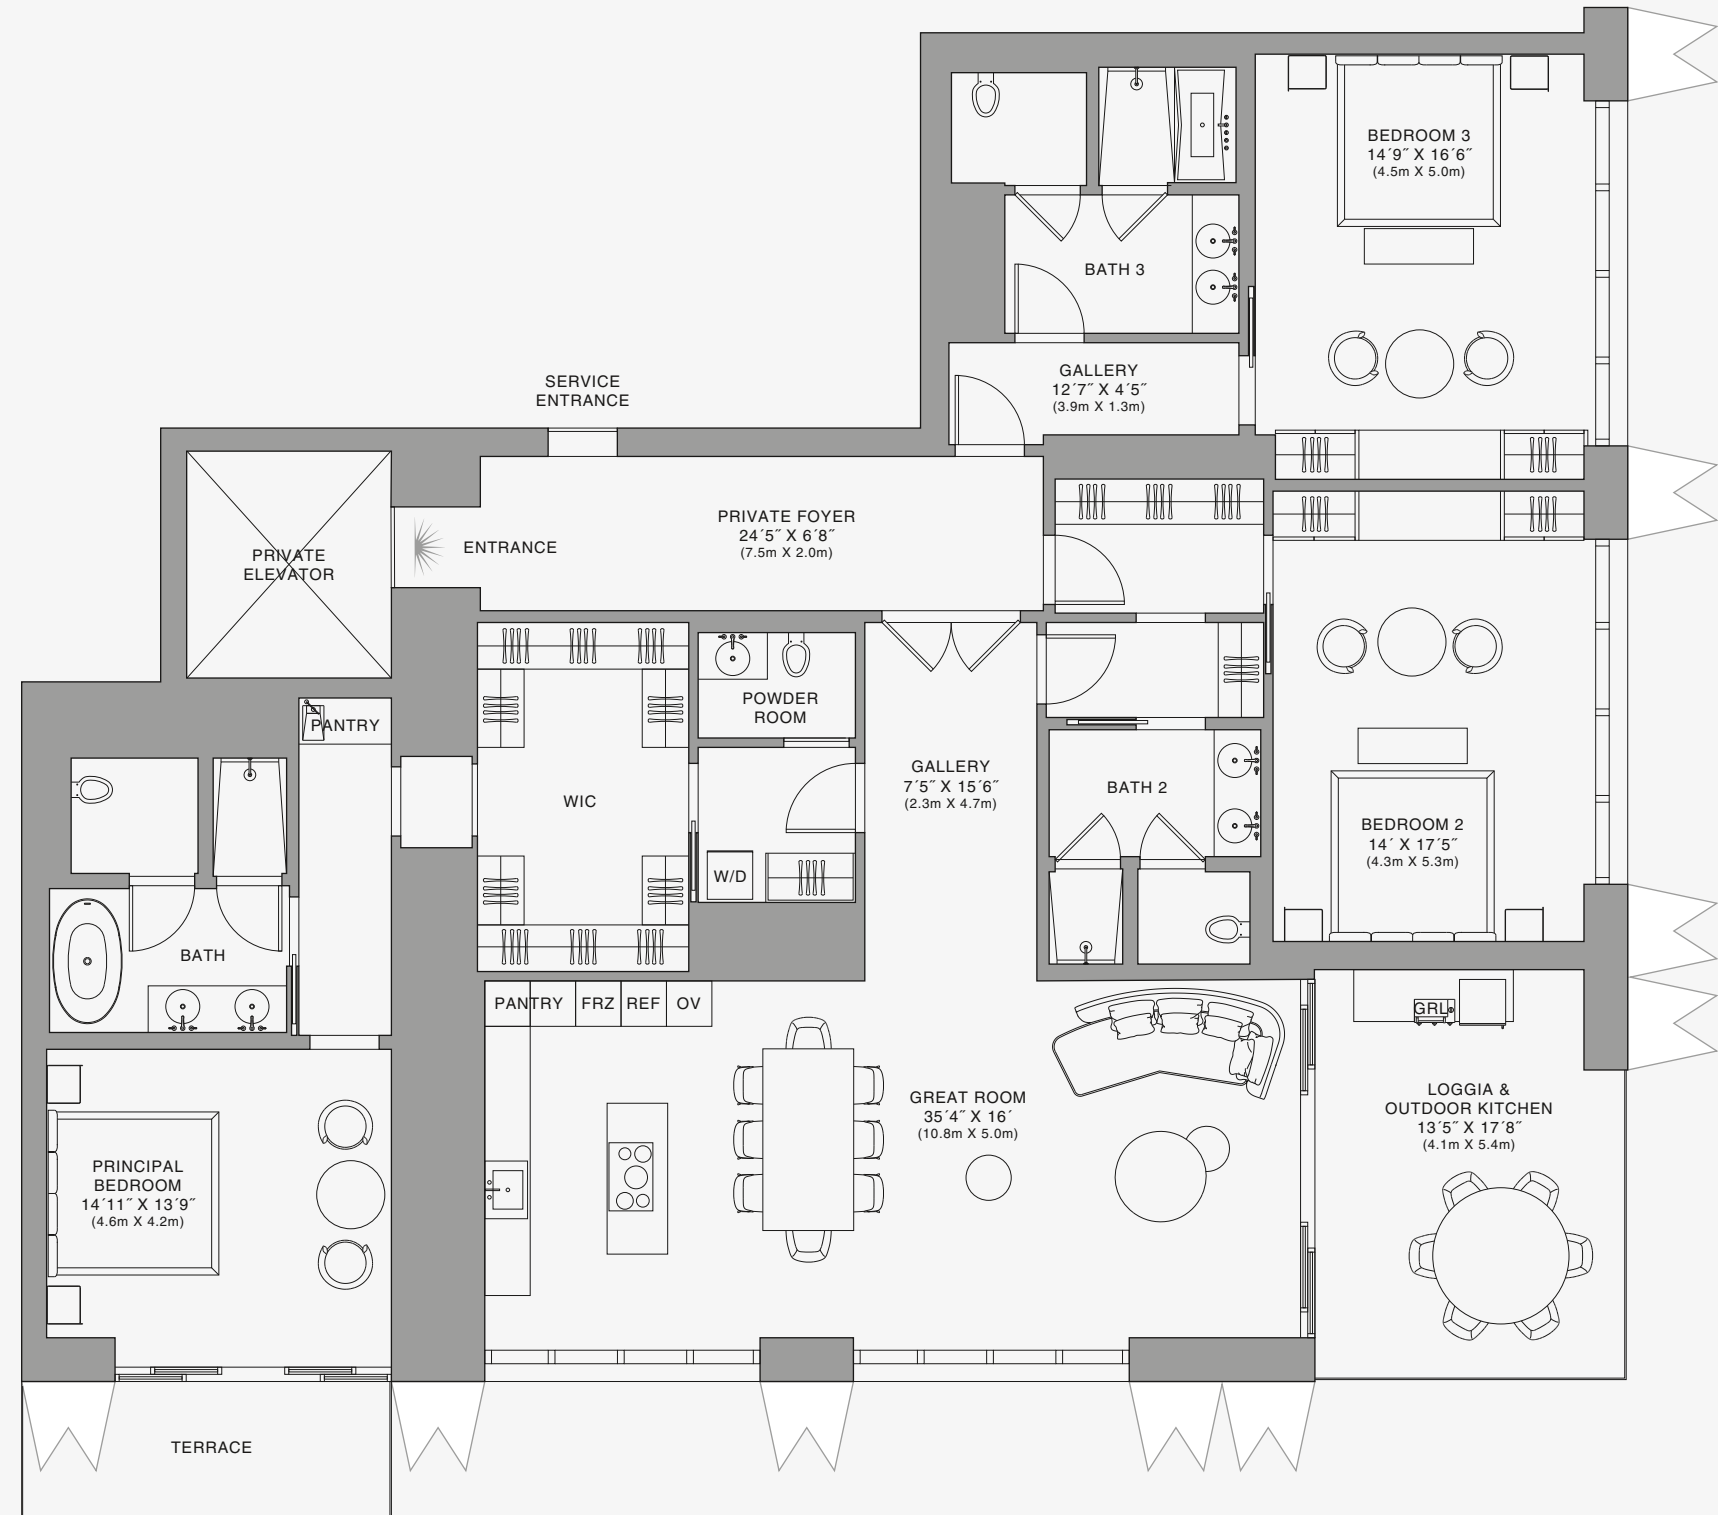 BEDROOM 3
14´9˝ X 16´6˝
(4.5m X 5.0m)
BATH 3
GALLERY
12´7˝ X 4´5˝
(3.9m X 1.3m)
SERVICE
ENTRANCE
PRIVATE FOYER
24´5˝ X 6´8˝
(7.5m X 2.0m)
ENTRANCE
PRIVATE
ELEVATOR
POWDER
ROOM
PANTRY
GALLERY
7´5˝ X 15´6˝
(2.3m X 4.7m)
BATH 2
WIC
BEDROOM 2
14´ X 17´5˝
(4.3m X 5.3m)
W/D
BATH
PANTRY
FRZ
REF
OV
GRL
GREAT ROOM
35´4˝ X 16´
(10.8m X 5.0m)
LOGGIA &
OUTDOOR KITCHEN
13´5˝ X 17´8˝
(4.1m X 5.4m)
PRINCIPAL
BEDROOM
14´11˝ X 13´9˝
(4.6m X 4.2m)
TERRACE